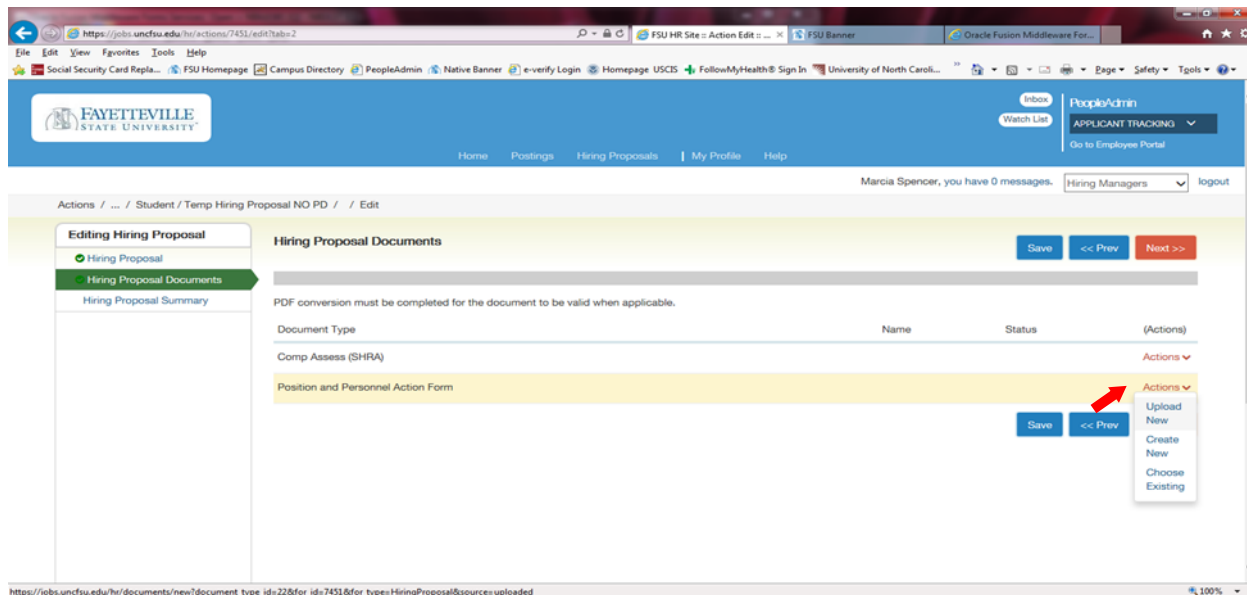 https://jobs.uncfsu.edu/hr/actions/7451/edit?tab=2
FSU HR Site :: Action Edit :: ...
FSU Banner
Oracle Fusion Middleware For...
File Edit View Favorites Tools Help
Social Security Card Repla... FSU Homepage Campus Directory PeopleAdmin Native Banner e-verify Login Homepage USCIS FollowMyHealth® Sign In University of North Caroli... Page Safety Tools
FAYETTEVILLE
STATE UNIVERSITY
Inbox
Watch List
PeopleAdmin
APPLICANT TRACKING
Go to Employee Portal
Home Postings Hiring Proposals | My Profile Help
Marcia Spencer, you have 0 messages. Hiring Managers logout
Actions / ... / Student / Temp Hiring Proposal NO PD / / Edit
Editing Hiring Proposal
Hiring Proposal
Hiring Proposal Documents
Hiring Proposal Summary
Hiring Proposal Documents
Save << Prev Next >>
PDF conversion must be completed for the document to be valid when applicable.
Document Type Name Status (Actions)
Comp Assess (SHRA) Actions
Position and Personnel Action Form Actions
Upload
New
Create
New
Choose
Existing
Save << Prev
https://jobs.uncfsu.edu/hr/documents/new?document_type_id=22&for_id=7451&for_type=HiringProposal&source=uploaded
100%